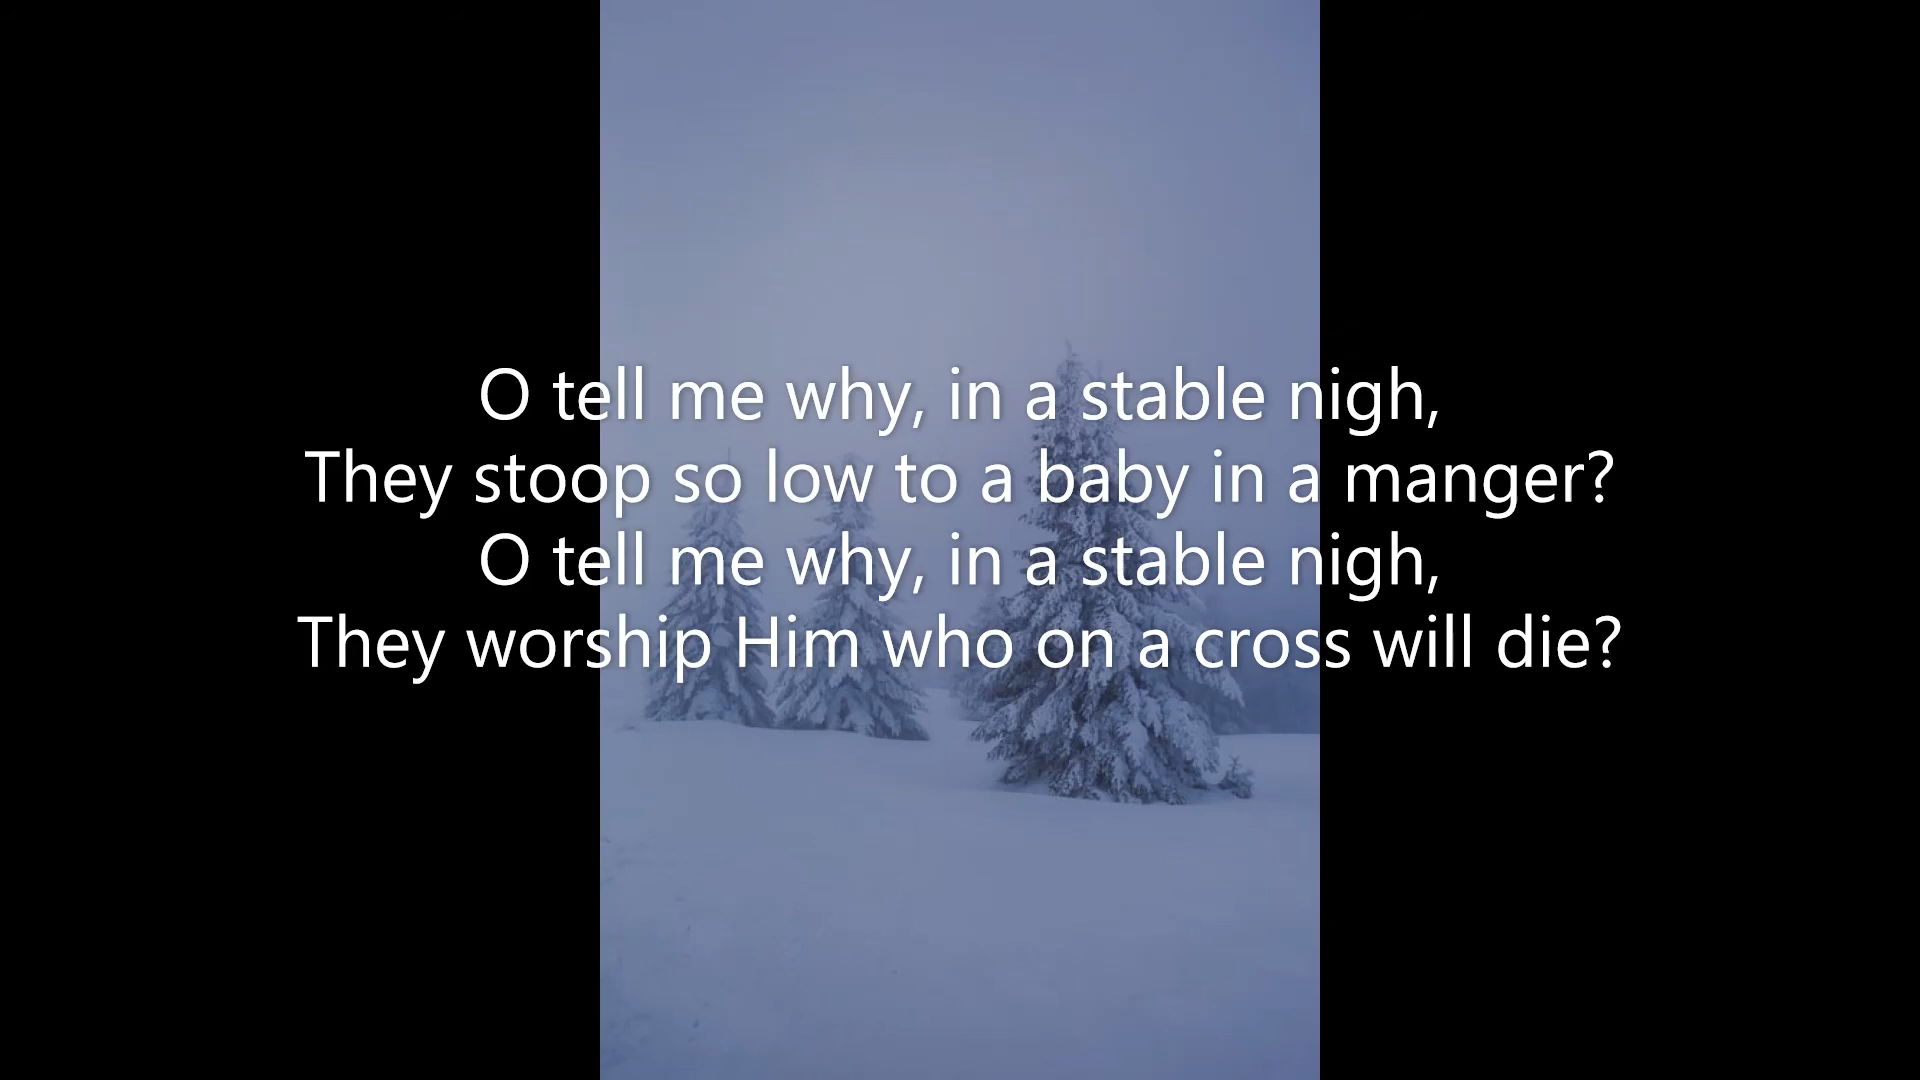 O tell me why, in a stable nigh,
They stoop so low to a baby in a manger?
O tell me why, in a stable nigh,
They worship Him who on a cross will die?